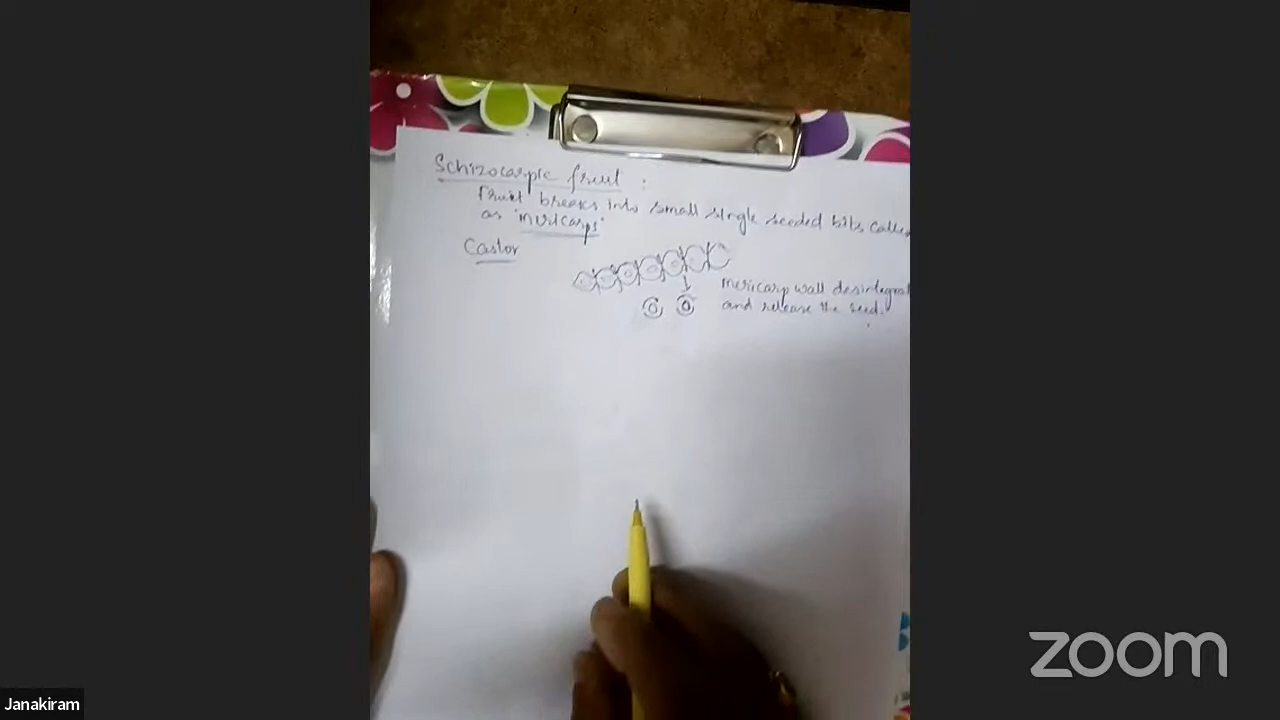 Schizocarpic fruit :
Fruit breaks into small single seeded bits called
as 'mericarps'
Castor
Mericarp wall desintegrat
and release the seed.
Janakiram
zoom